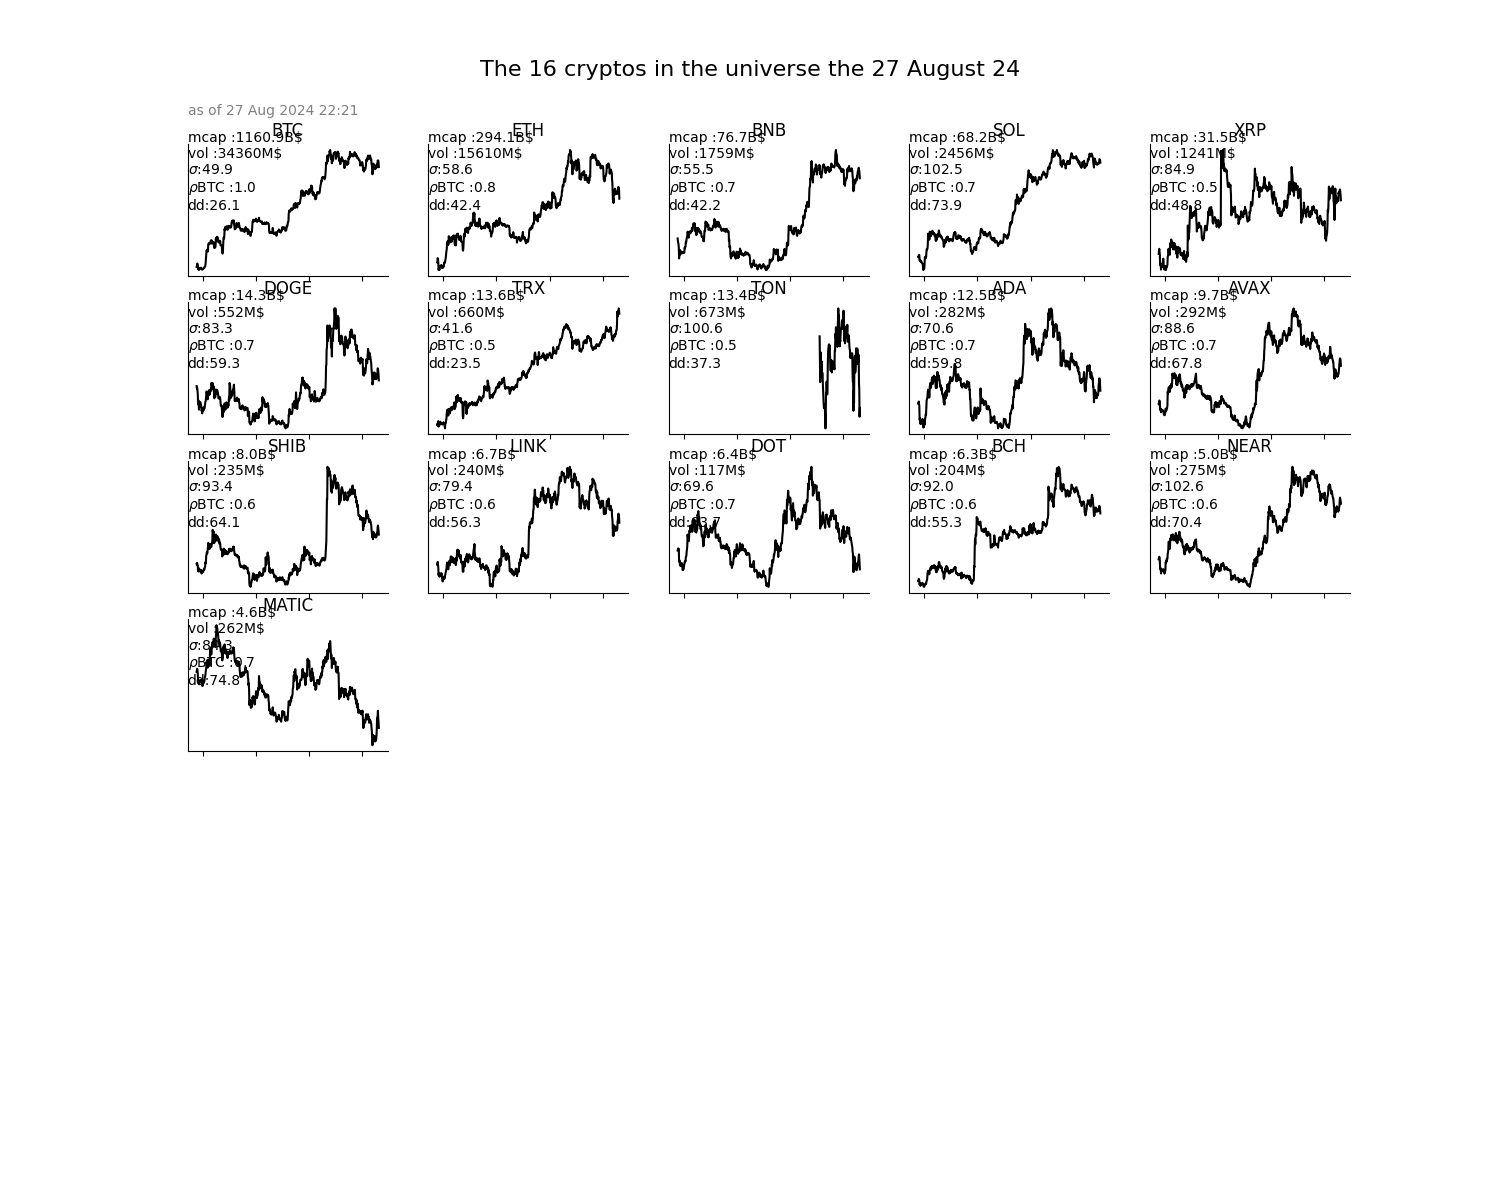 The 16 cryptos in the universe the 27 August 24
as of 27 Aug 2024 22:21
BTC
mcap :1160.9B$
vol :34360M$
σ:49.9
ρBTC :1.0
dd:26.1
ETH
mcap :294.1B$
vol :15610M$
σ:58.6
ρBTC :0.8
dd:42.4
BNB
mcap :76.7B$
vol :1759M$
σ:55.5
ρBTC :0.7
dd:42.2
SOL
mcap :68.2B$
vol :2456M$
σ:102.5
ρBTC :0.7
dd:73.9
XRP
mcap :31.5B$
vol :1241M$
σ:84.9
ρBTC :0.5
dd:48.8
DOGE
mcap :14.3B$
vol :552M$
σ:83.3
ρBTC :0.7
dd:59.3
TRX
mcap :13.6B$
vol :660M$
σ:41.6
ρBTC :0.5
dd:23.5
TON
mcap :13.4B$
vol :673M$
σ:100.6
ρBTC :0.5
dd:37.3
ADA
mcap :12.5B$
vol :282M$
σ:70.6
ρBTC :0.7
dd:59.8
AVAX
mcap :9.7B$
vol :292M$
σ:88.6
ρBTC :0.7
dd:67.8
SHIB
mcap :8.0B$
vol :235M$
σ:93.4
ρBTC :0.6
dd:64.1
LINK
mcap :6.7B$
vol :240M$
σ:79.4
ρBTC :0.6
dd:56.3
DOT
mcap :6.4B$
vol :117M$
σ:69.6
ρBTC :0.7
BCH
mcap :6.3B$
vol :204M$
σ:92.0
ρBTC :0.6
dd:55.3
NEAR
mcap :5.0B$
vol :275M$
σ:102.6
ρBTC :0.6
dd:70.4
MATIC
mcap :4.6B$
vol :262M$
ρBTC :0.7
dd:74.8